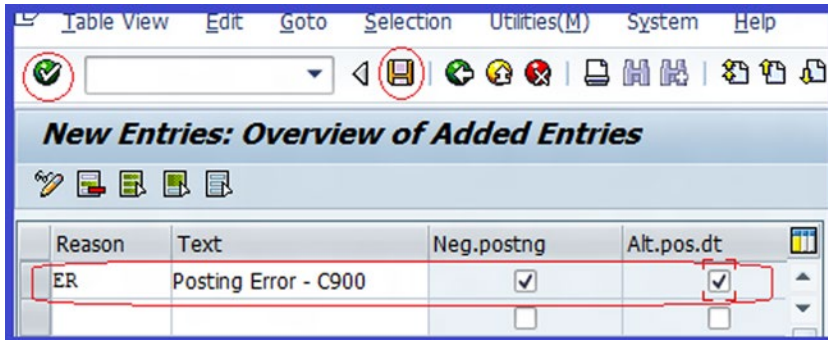 Table View Edit Goto Selection Utilities(M) System Help
New Entries: Overview of Added Entries
Reason Text Neg.postng Alt.pos.dt
ER Posting Error - C900